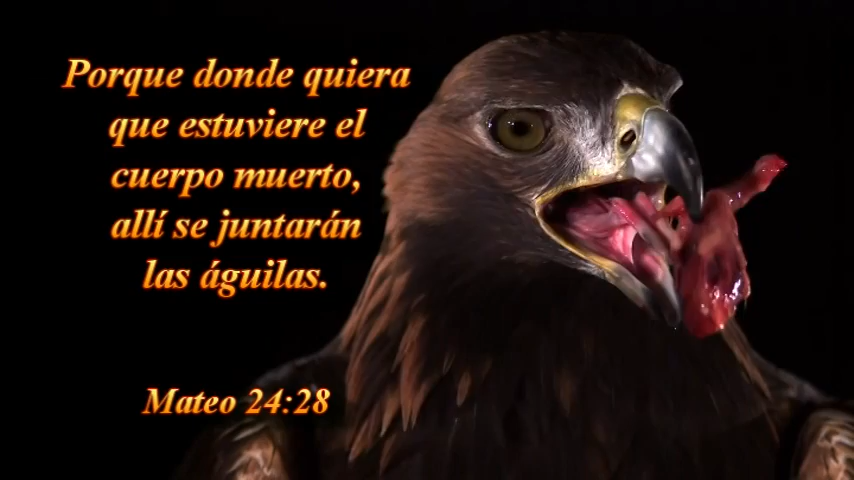 Porque donde quiera
que estuviere el
cuerpo muerto,
allí se juntarán
las águilas.
Mateo 24:28